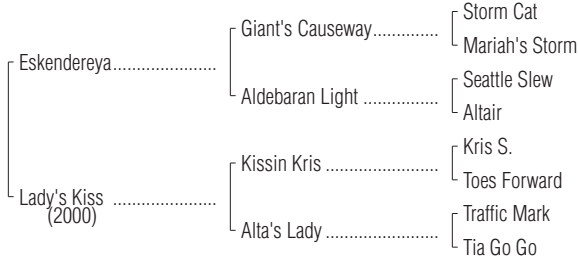 Storm Cat
Giant's Causeway..............
Mariah's Storm
Eskendereya......................
Seattle Slew
Aldebaran Light ................
Altair
Kris S.
Kissin Kris ........................
Toes Forward
Lady's Kiss ......................
(2000)
Traffic Mark
Alta's Lady ........................
Tia Go Go